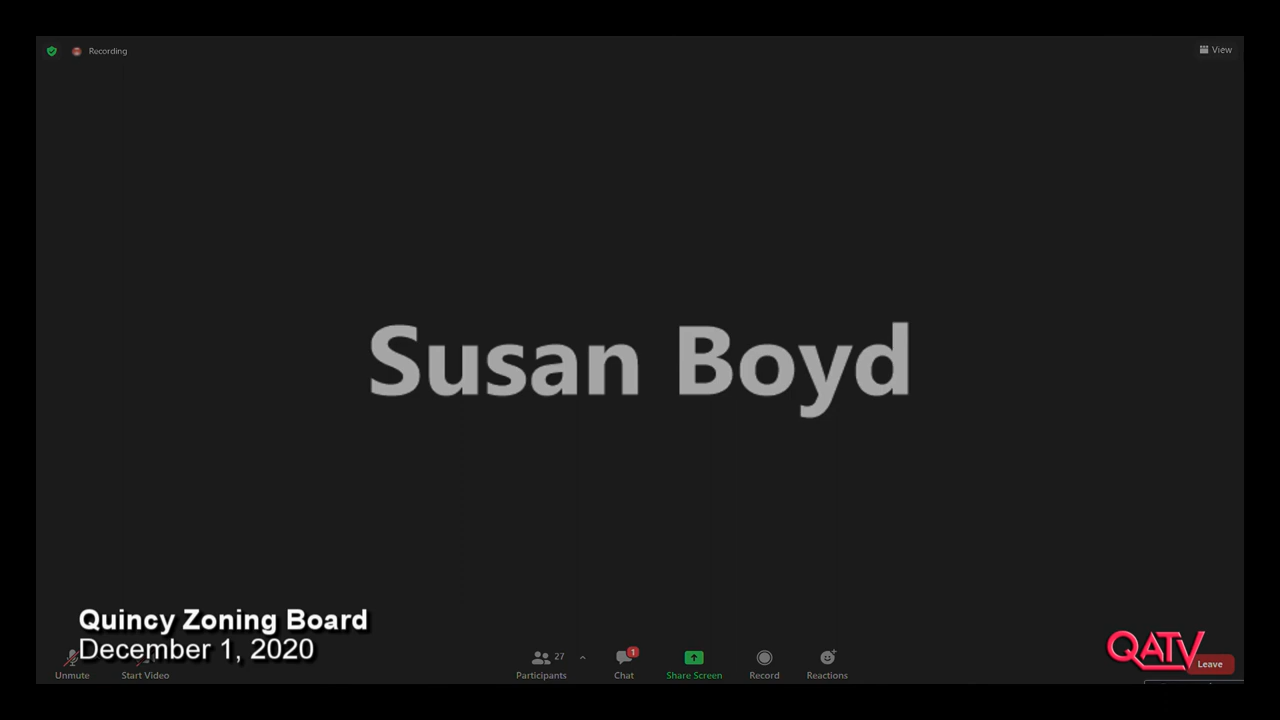 Recording
View
Susan Boyd
Quincy Zoning Board
December 1, 2020
QATV
Leave
27
1
Unmute
Start Video
Participants
Chat
Share Screen
Record
Reactions